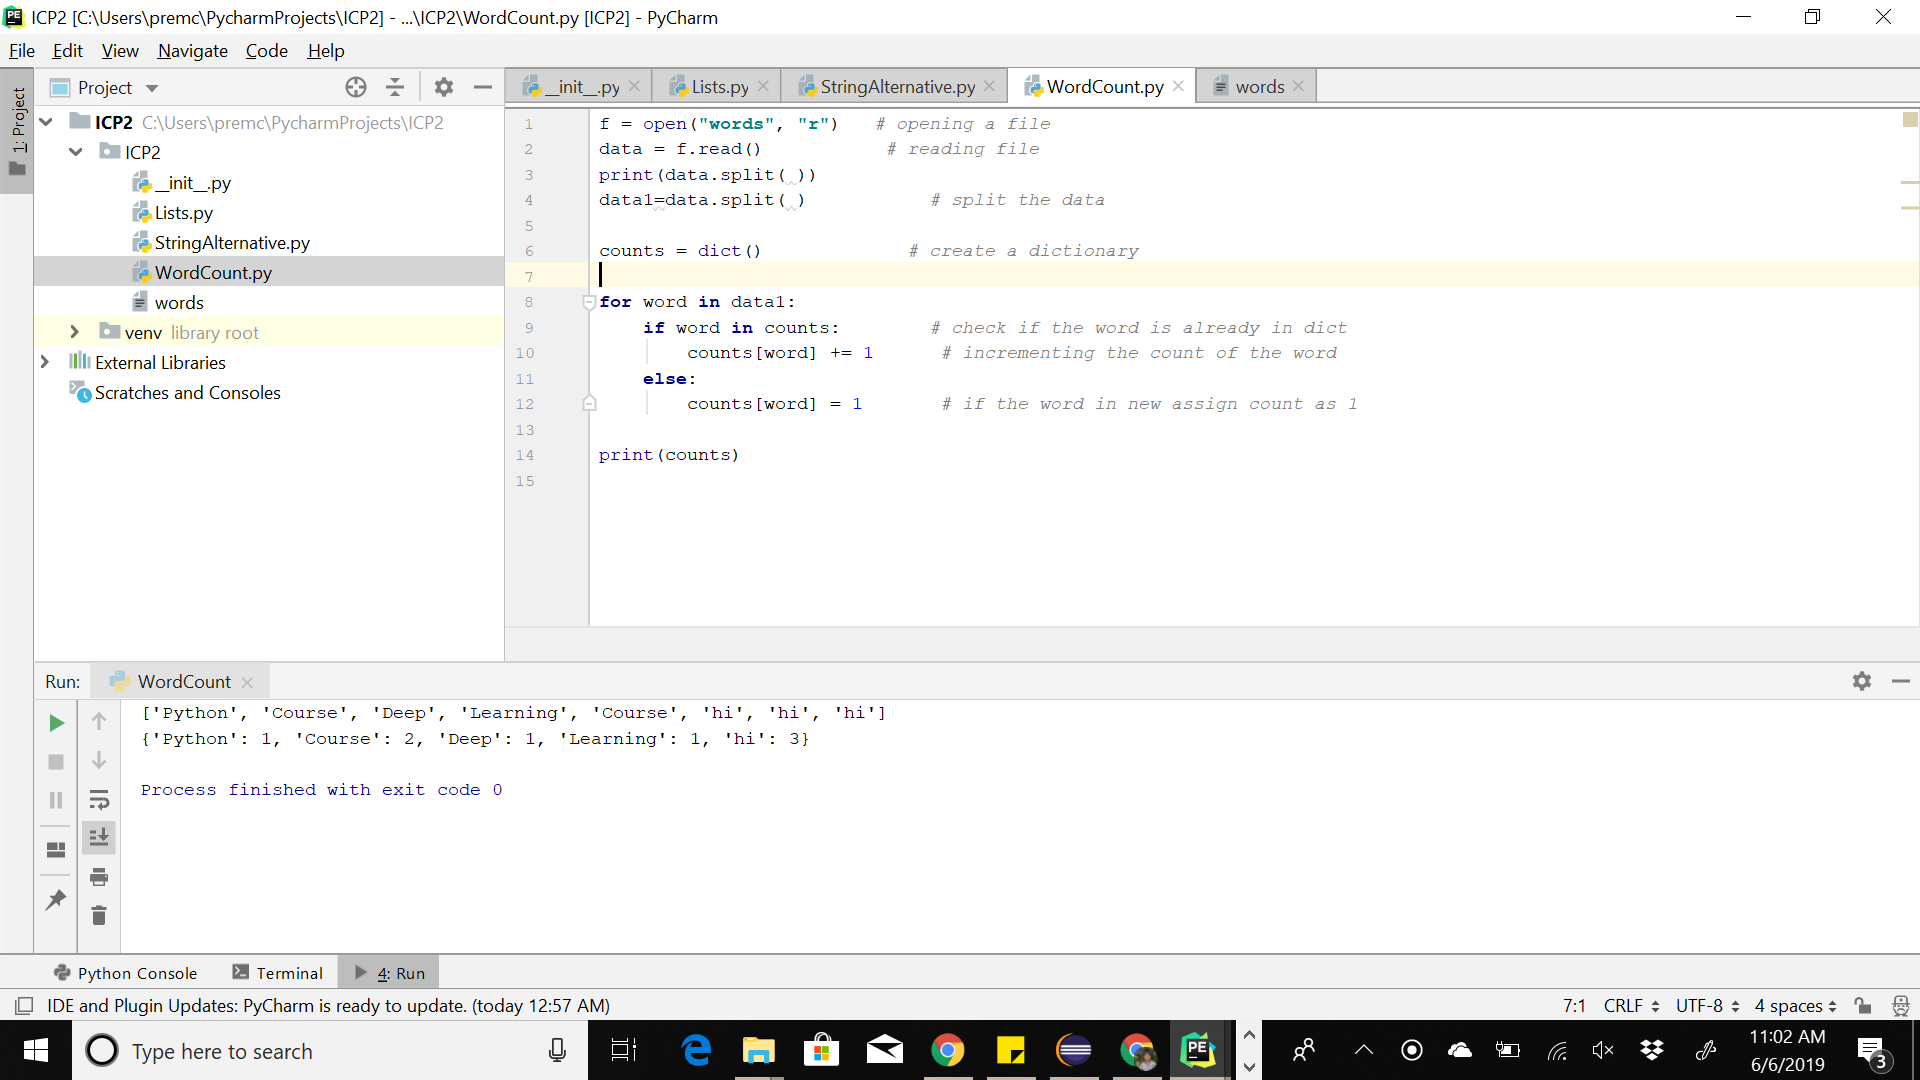 ICP2 [C:\Users\premc\PycharmProjects\ICP2] - ...\ICP2\WordCount.py [ICP2] - PyCharm
File Edit View Navigate Code Help
1: Project
Project
ICP2 C:\Users\premc\PycharmProjects\ICP2
ICP2
__init__.py
Lists.py
StringAlternative.py
WordCount.py
words
venv library root
External Libraries
Scratches and Consoles
__init__.py Lists.py StringAlternative.py WordCount.py words
1 f = open("words", "r") # opening a file
2 data = f.read() # reading file
3 print(data.split( ))
4 data1=data.split( ) # split the data
5
6 counts = dict() # create a dictionary
7
8 for word in data1:
9 if word in counts: # check if the word is already in dict
10 counts[word] += 1 # incrementing the count of the word
11 else:
12 counts[word] = 1 # if the word in new assign count as 1
13
14 print(counts)
15
Run: WordCount
['Python', 'Course', 'Deep', 'Learning', 'Course', 'hi', 'hi', 'hi']
{'Python': 1, 'Course': 2, 'Deep': 1, 'Learning': 1, 'hi': 3}
Process finished with exit code 0
Python Console Terminal 4: Run
IDE and Plugin Updates: PyCharm is ready to update. (today 12:57 AM) 7:1 CRLF UTF-8 4 spaces
Type here to search
PE
11:02 AM
6/6/2019
3